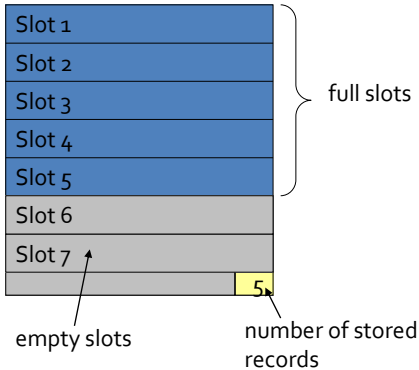 Slot 1
Slot 2
Slot 3
Slot 4
Slot 5
full slots
Slot 6
Slot 7
5
empty slots
number of stored
records